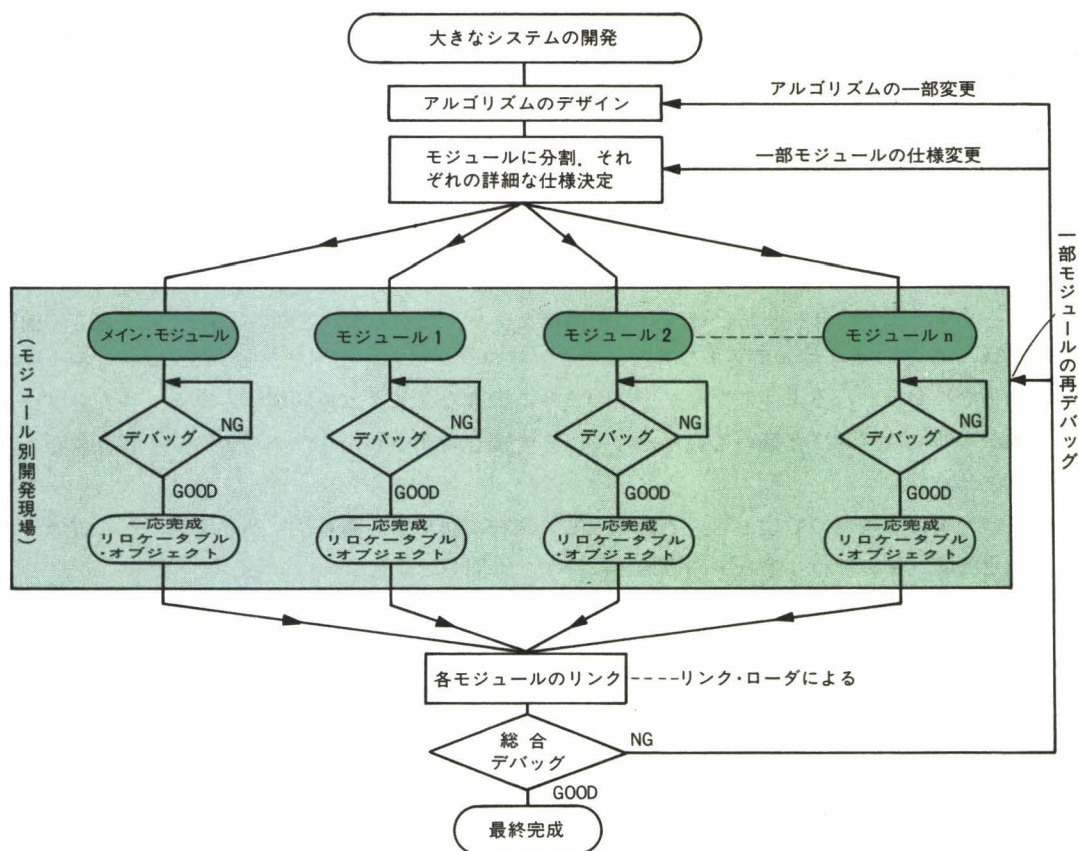 大きなシステムの開発
アルゴリズムのデザイン
アルゴリズムの一部変更
モジュールに分割，それ
ぞれの詳細な仕様決定
一部モジュールの仕様変更
一部モジュールの再デバッグ
(モジュール別開発現場)
メイン・モジュール
モジュール1
モジュール2
モジュールn
デバッグ
NG
デバッグ
NG
デバッグ
NG
デバッグ
NG
GOOD
GOOD
GOOD
GOOD
一応完成
リロケータブル
・オブジェクト
一応完成
リロケータブル
・オブジェクト
一応完成
リロケータブル
・オブジェクト
一応完成
リロケータブル
・オブジェクト
各モジュールのリンク
リンク・ローダによる
総合
デバッグ
NG
GOOD
最終完成